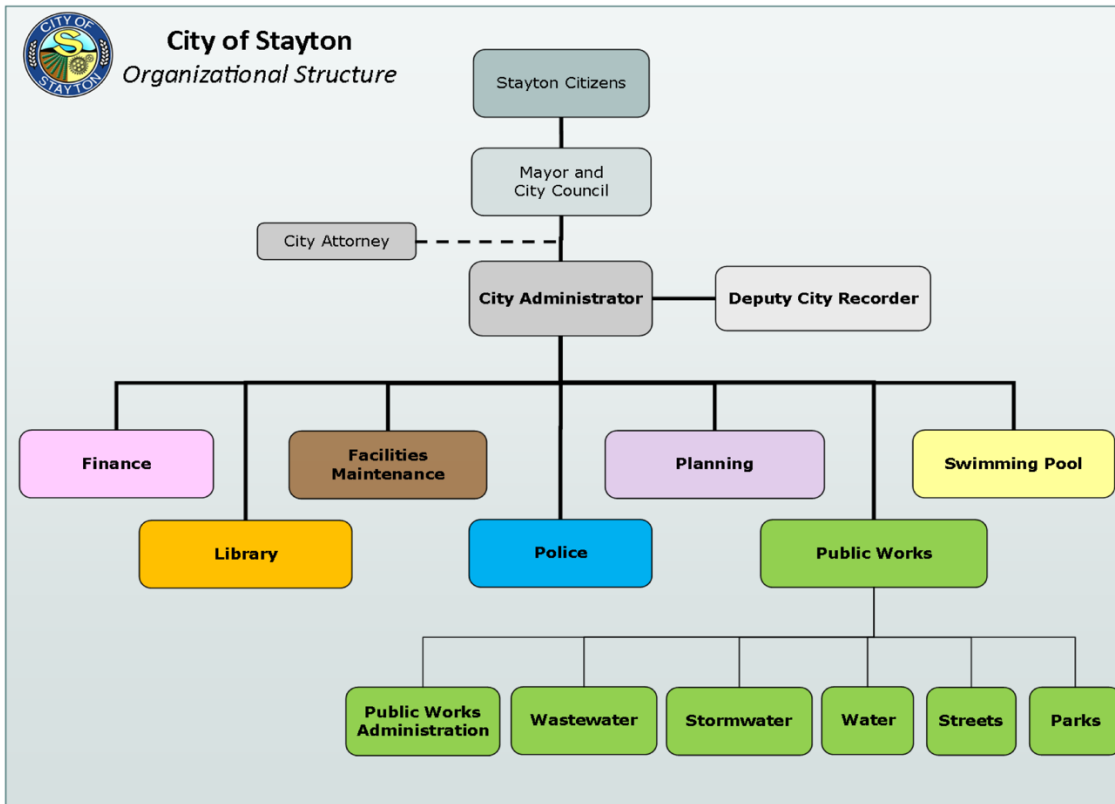 CITY OF
S
STAYTON
City of Stayton
Organizational Structure
Stayton Citizens
Mayor and
City Council
City Attorney
City Administrator
Deputy City Recorder
Finance
Facilities
Maintenance
Planning
Swimming Pool
Library
Police
Public Works
Public Works
Administration
Wastewater
Stormwater
Water
Streets
Parks